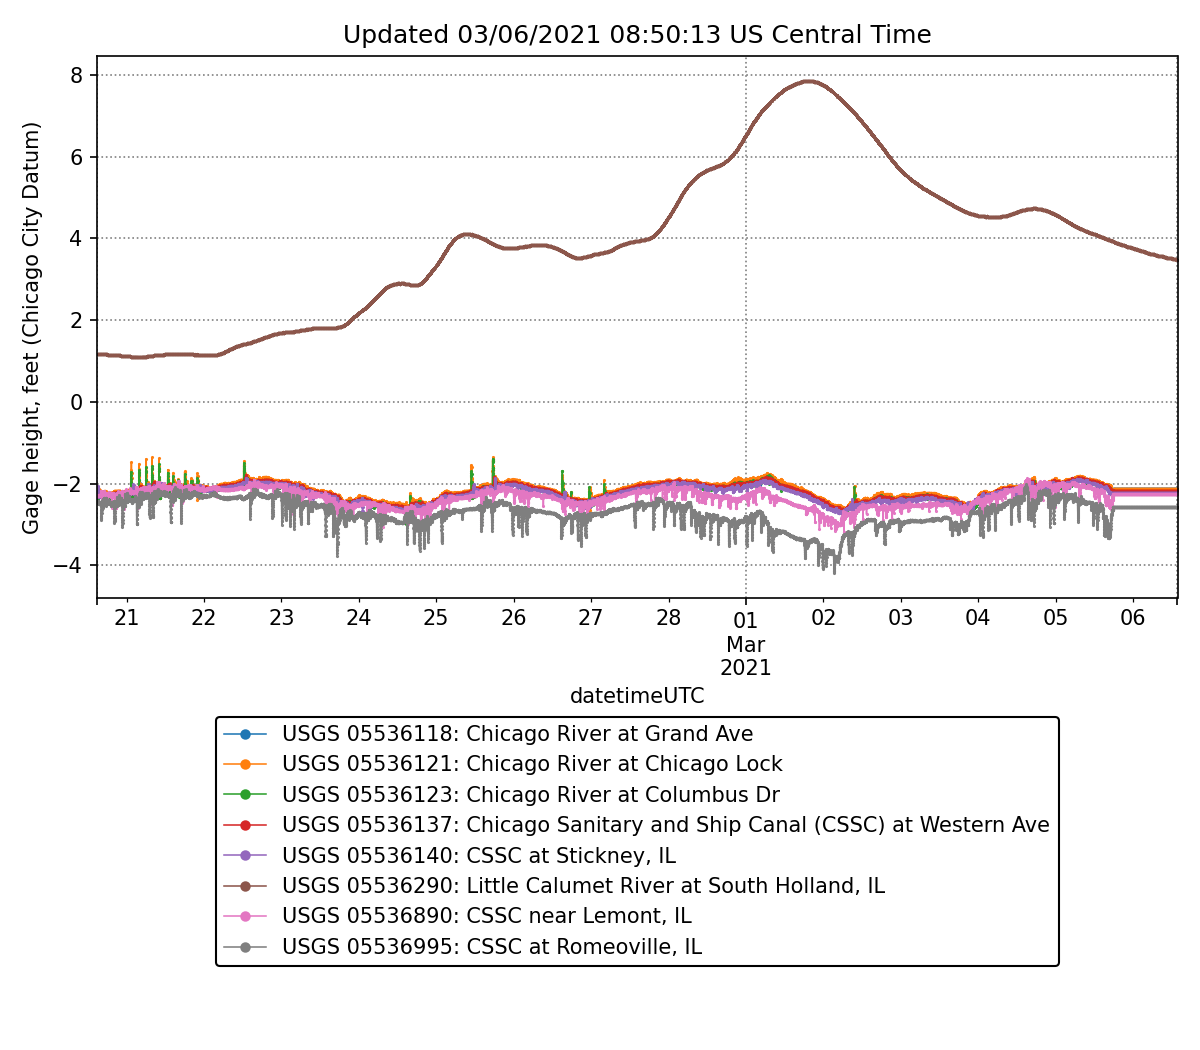 Updated 03/06/2021 08:50:13 US Central Time
Gage height, feet (Chicago City Datum)
8
6
4
2
0
−2
−4
21 22 23 24 25 26 27 28 01 02 03 04 05 06
Mar
2021
datetimeUTC
USGS 05536118: Chicago River at Grand Ave
USGS 05536121: Chicago River at Chicago Lock
USGS 05536123: Chicago River at Columbus Dr
USGS 05536137: Chicago Sanitary and Ship Canal (CSSC) at Western Ave
USGS 05536140: CSSC at Stickney, IL
USGS 05536290: Little Calumet River at South Holland, IL
USGS 05536890: CSSC near Lemont, IL
USGS 05536995: CSSC at Romeoville, IL